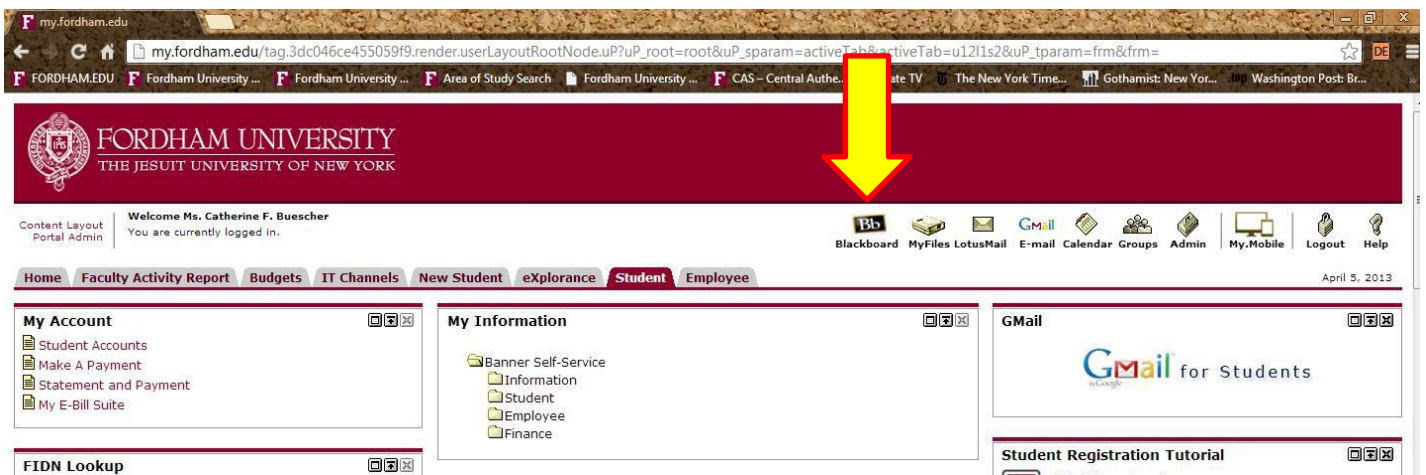 my.fordham.edu
my.fordham.edu/tag.3dc046ce455059f9.render.userLayoutRootNode.uP?uP_root=root&uP_sparam=activeTab&activeTab=u12l1s2&uP_tparam=frm&frm=
DE
FORDHAM.EDU Fordham University ... Fordham University ... Area of Study Search Fordham University ... CAS – Central Authe... TV The New York Time... Gothamist: New Yor... Washington Post: Br...
FORDHAM UNIVERSITY
THE JESUIT UNIVERSITY OF NEW YORK
Content Layout
Portal Admin
Welcome Ms. Catherine F. Buescher
You are currently logged in.
Bb GMail
Blackboard MyFiles LotusMail E-mail Calendar Groups Admin My.Mobile Logout Help
Home Faculty Activity Report Budgets IT Channels New Student eXplorance Student Employee April 5, 2013
My Account
Student Accounts
Make A Payment
Statement and Payment
My E-Bill Suite
FIDN Lookup
My Information
Banner Self-Service
Information
Student
Employee
Finance
GMail
GMail for Students
by Google
Student Registration Tutorial